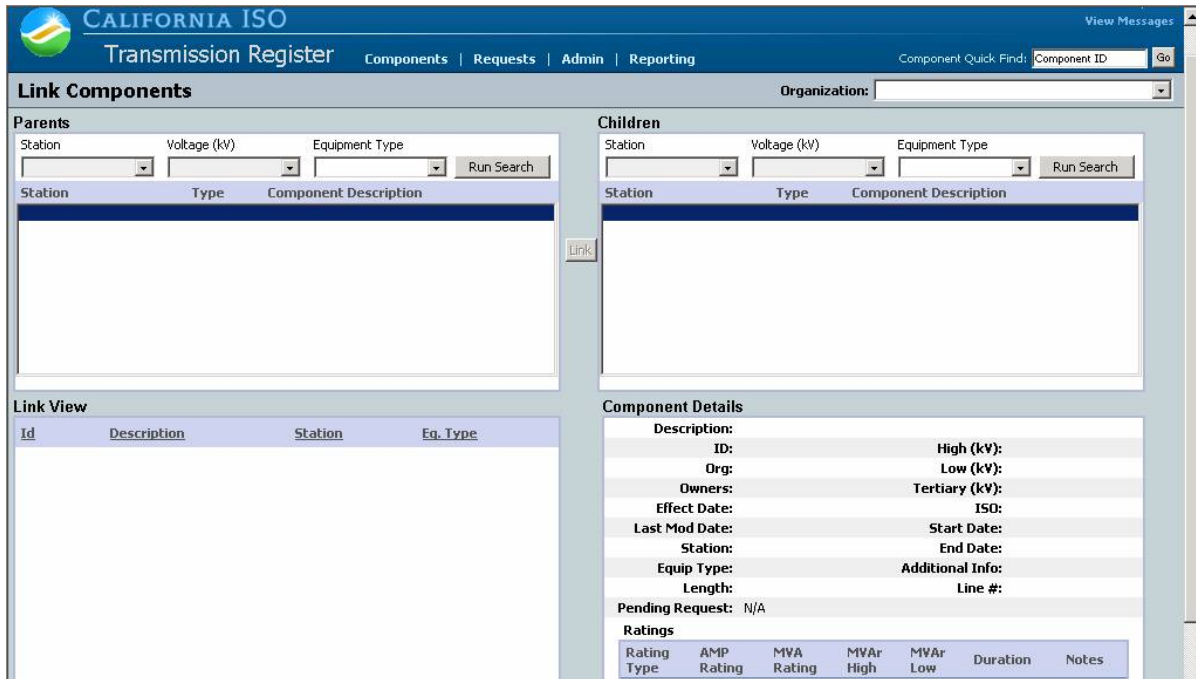 CALIFORNIA ISO
View Messages
Transmission Register Components | Requests | Admin | Reporting Component Quick Find: Component ID Go
Link Components Organization:
Parents
Station Voltage (kV) Equipment Type
Run Search
Station Type Component Description
Link
Children
Station Voltage (kV) Equipment Type
Run Search
Station Type Component Description
Link View
Id Description Station Eq. Type
Component Details
Description:
ID: High (kV):
Org: Low (kV):
Owners: Tertiary (kV):
Effect Date: ISO:
Last Mod Date: Start Date:
Station: End Date:
Equip Type: Additional Info:
Length: Line #:
Pending Request: N/A
Ratings
Rating Type AMP Rating MVA Rating MVAr High MVAr Low Duration Notes